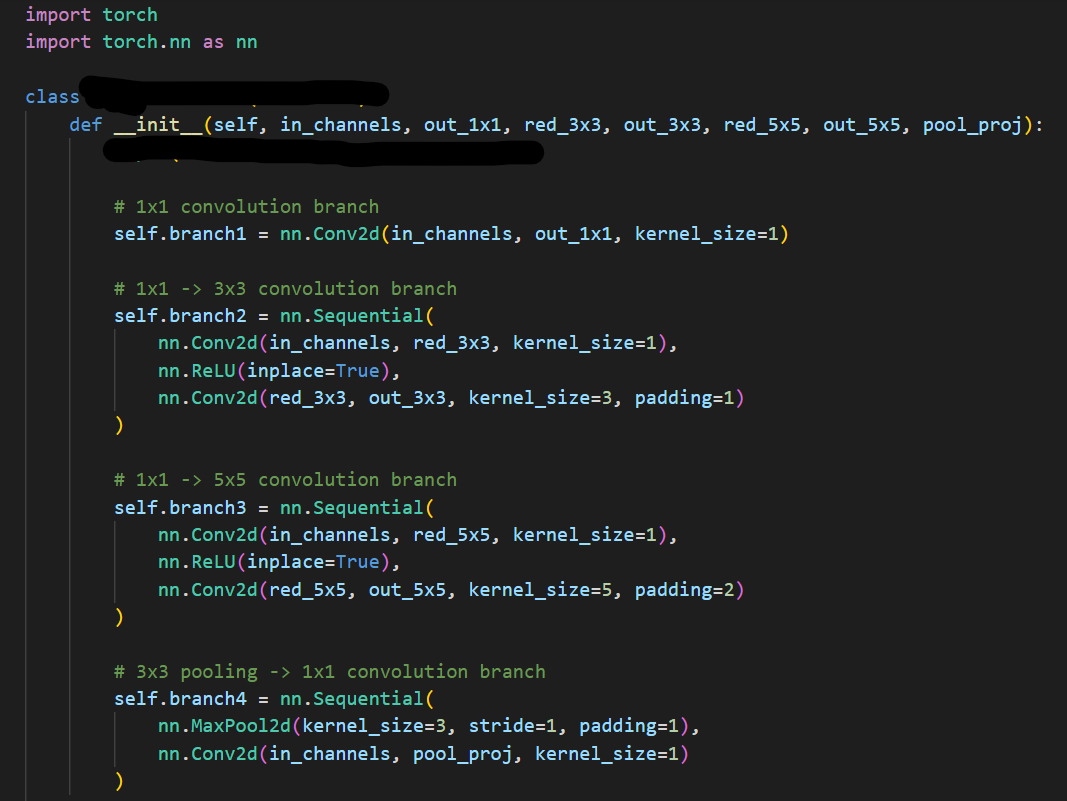 import torch
import torch.nn as nn
class
def __init__(self, in_channels, out_1x1, red_3x3, out_3x3, red_5x5, out_5x5, pool_proj):
# 1x1 convolution branch
self.branch1 = nn.Conv2d(in_channels, out_1x1, kernel_size=1)
# 1x1 -> 3x3 convolution branch
self.branch2 = nn.Sequential(
nn.Conv2d(in_channels, red_3x3, kernel_size=1),
nn.ReLU(inplace=True),
nn.Conv2d(red_3x3, out_3x3, kernel_size=3, padding=1)
)
# 1x1 -> 5x5 convolution branch
self.branch3 = nn.Sequential(
nn.Conv2d(in_channels, red_5x5, kernel_size=1),
nn.ReLU(inplace=True),
nn.Conv2d(red_5x5, out_5x5, kernel_size=5, padding=2)
)
# 3x3 pooling -> 1x1 convolution branch
self.branch4 = nn.Sequential(
nn.MaxPool2d(kernel_size=3, stride=1, padding=1),
nn.Conv2d(in_channels, pool_proj, kernel_size=1)
)